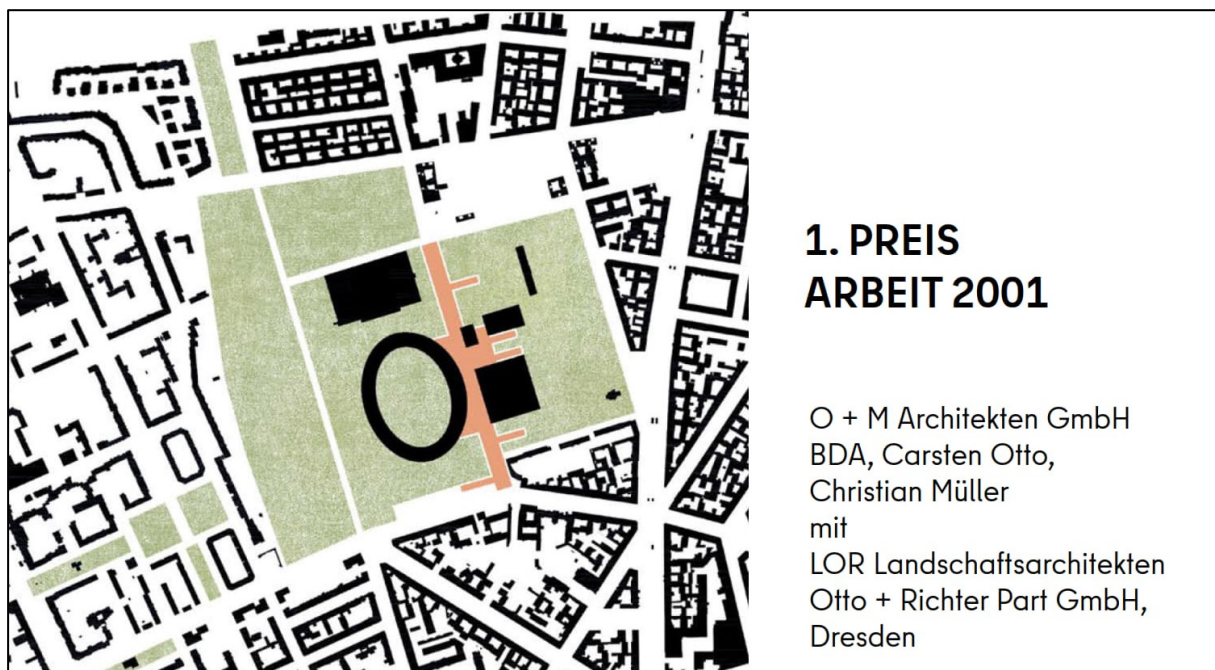 1. PREIS
ARBEIT 2001
O + M Architekten GmbH
BDA, Carsten Otto,
Christian Müller
mit
LOR Landschaftsarchitekten
Otto + Richter Part GmbH,
Dresden